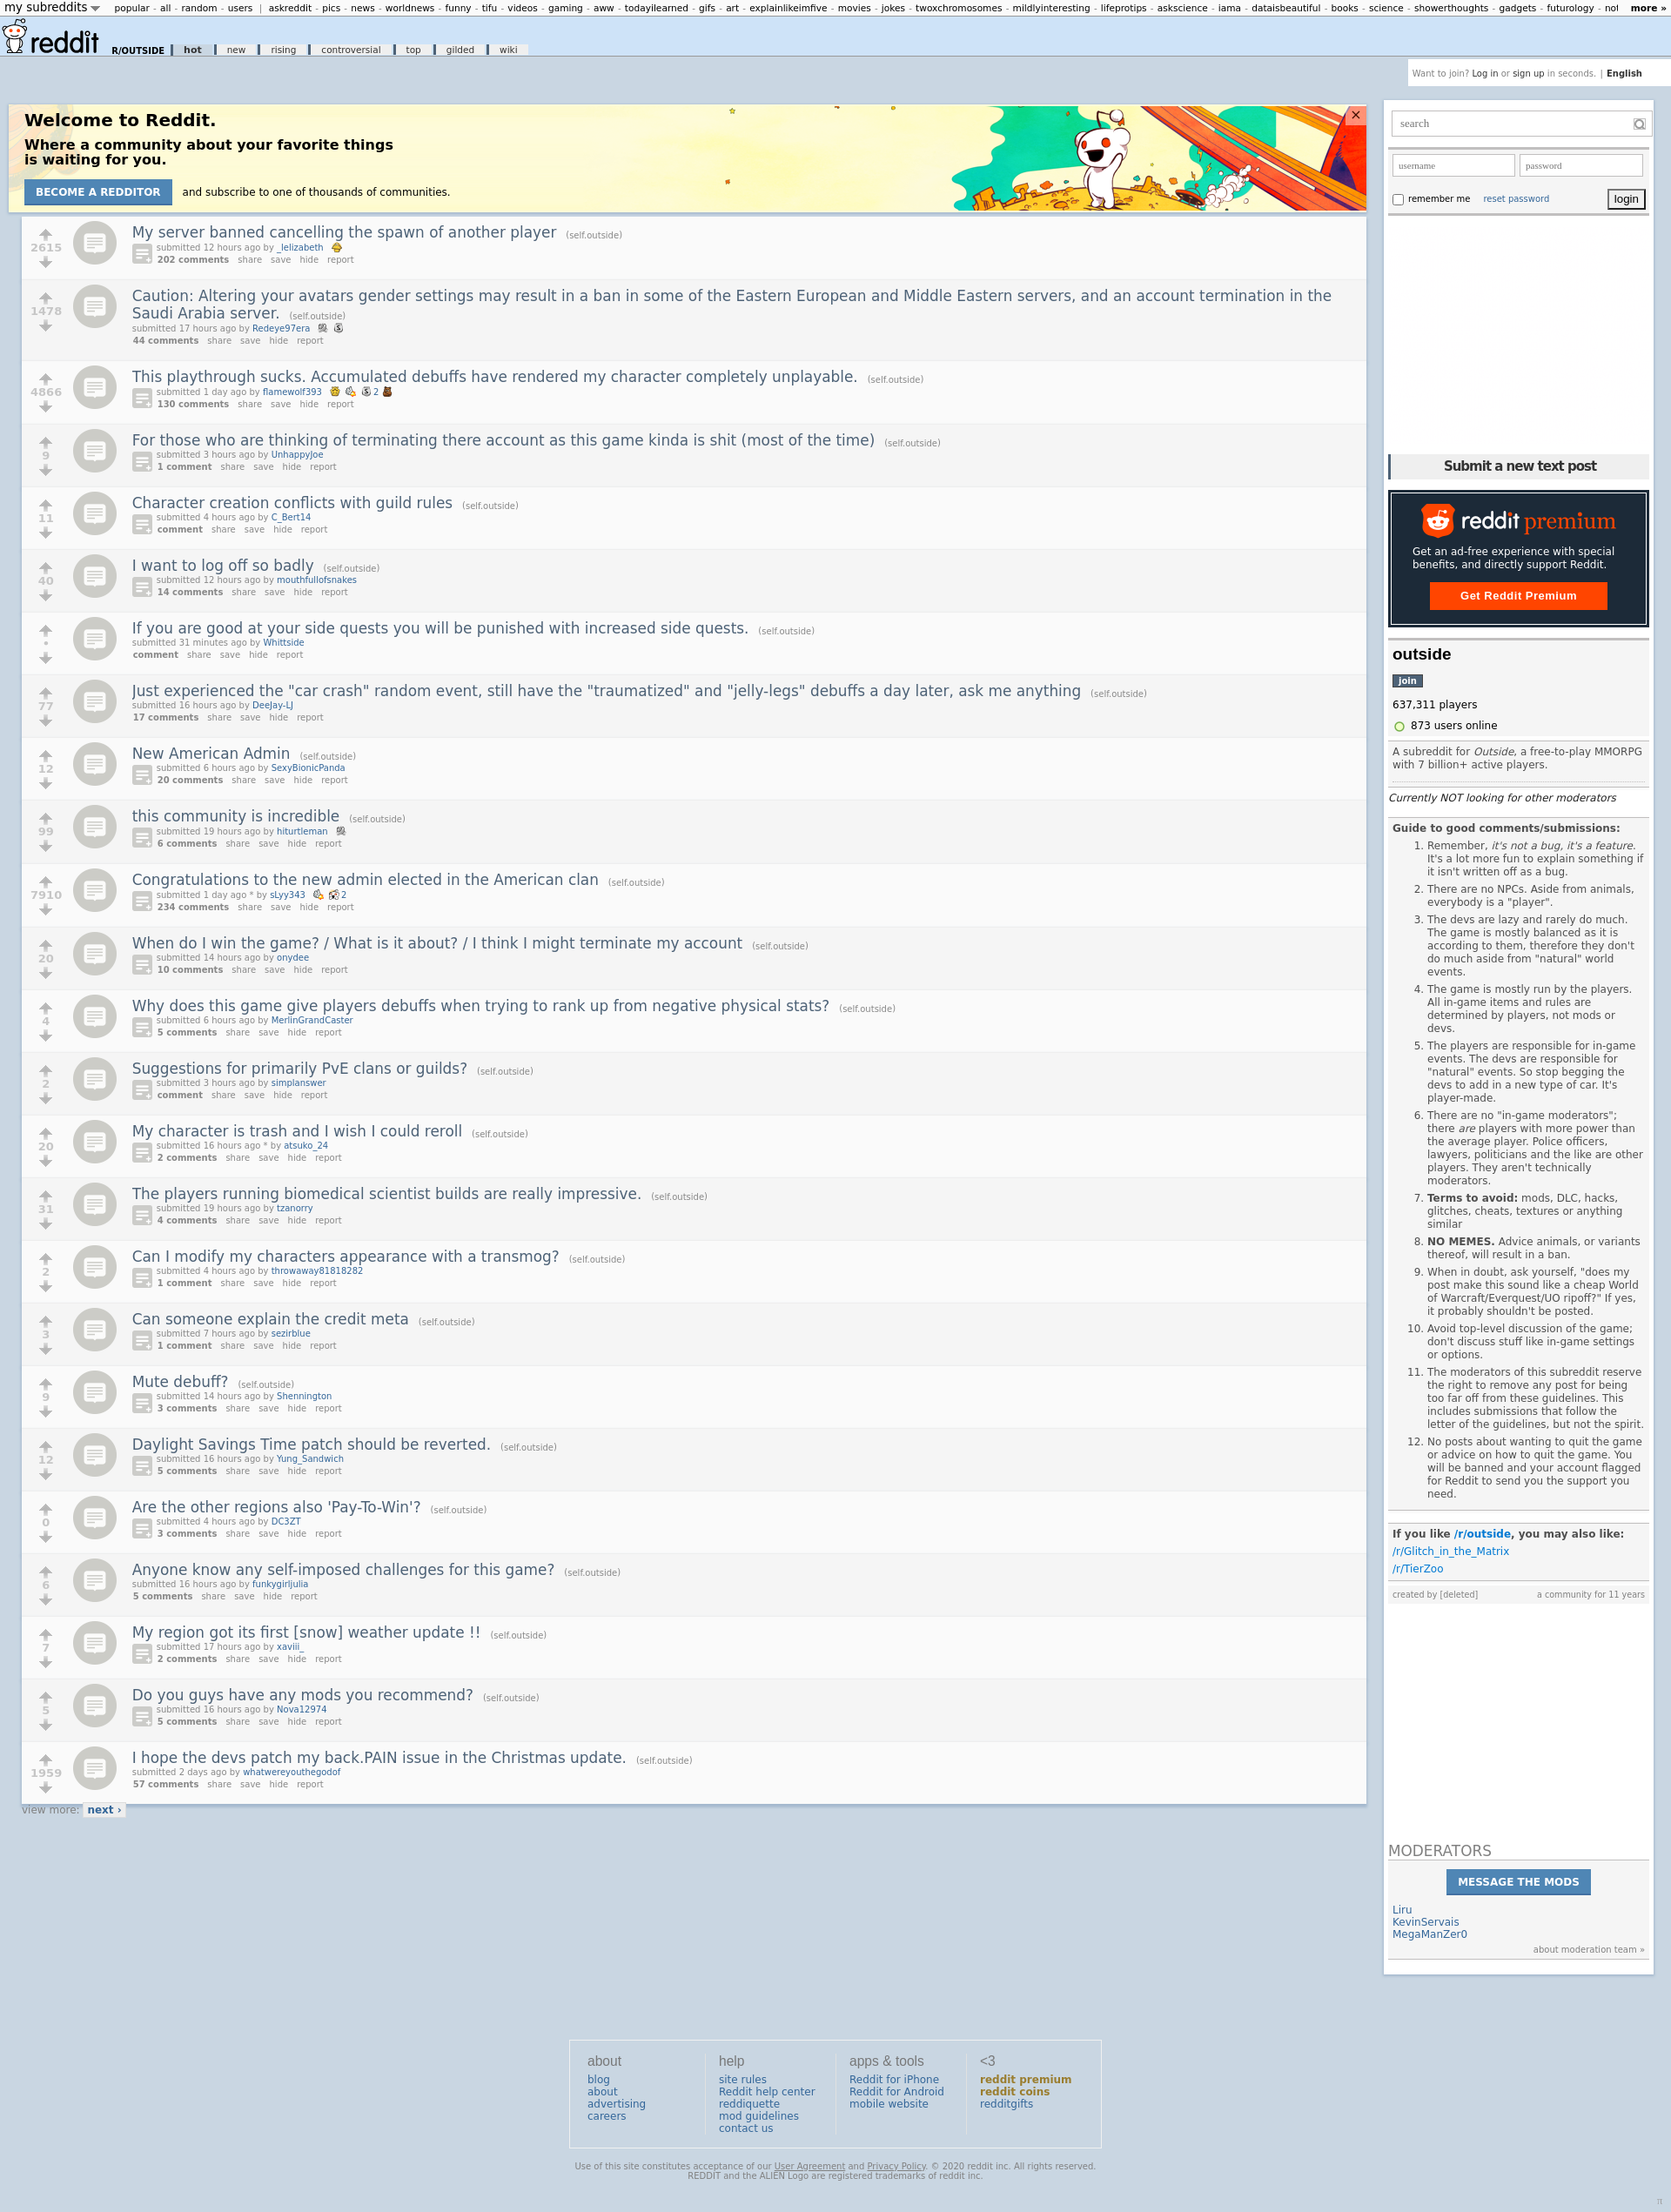 my subreddits popular - all - random - users | askreddit - pics - news - worldnews - funny - tifu - videos - gaming - aww - todayilearned - gifs - art - explainlikeimfive - movies - jokes - twoxchromosomes - mildlyinteresting - lifeprotips - askscience - iama - dataisbeautiful - books - science - showerthoughts - gadgets - futurology - not more »
reddit R/OUTSIDE hot new rising controversial top gilded wiki
Want to join? Log in or sign up in seconds. | English
Welcome to Reddit.
Where a community about your favorite things
is waiting for you.
BECOME A REDDITOR and subscribe to one of thousands of communities.
2615
My server banned cancelling the spawn of another player (self.outside)
submitted 12 hours ago by _lelizabeth
202 comments share save hide report
1478
Caution: Altering your avatars gender settings may result in a ban in some of the Eastern European and Middle Eastern servers, and an account termination in the
Saudi Arabia server. (self.outside)
submitted 17 hours ago by Redeye97era
44 comments share save hide report
4866
This playthrough sucks. Accumulated debuffs have rendered my character completely unplayable. (self.outside)
submitted 1 day ago by flamewolf393 2
130 comments share save hide report
9
For those who are thinking of terminating there account as this game kinda is shit (most of the time) (self.outside)
submitted 3 hours ago by UnhappyJoe
1 comment share save hide report
11
Character creation conflicts with guild rules (self.outside)
submitted 4 hours ago by C_Bert14
comment share save hide report
40
I want to log off so badly (self.outside)
submitted 12 hours ago by mouthfullofsnakes
14 comments share save hide report
•
If you are good at your side quests you will be punished with increased side quests. (self.outside)
submitted 31 minutes ago by Whittside
comment share save hide report
77
Just experienced the "car crash" random event, still have the "traumatized" and "jelly-legs" debuffs a day later, ask me anything (self.outside)
submitted 16 hours ago by DeeJay-LJ
17 comments share save hide report
12
New American Admin (self.outside)
submitted 6 hours ago by SexyBionicPanda
20 comments share save hide report
99
this community is incredible (self.outside)
submitted 19 hours ago by hiturtleman
6 comments share save hide report
7910
Congratulations to the new admin elected in the American clan (self.outside)
submitted 1 day ago * by sLyy343 2
234 comments share save hide report
20
When do I win the game? / What is it about? / I think I might terminate my account (self.outside)
submitted 14 hours ago by onydee
10 comments share save hide report
4
Why does this game give players debuffs when trying to rank up from negative physical stats? (self.outside)
submitted 6 hours ago by MerlinGrandCaster
5 comments share save hide report
2
Suggestions for primarily PvE clans or guilds? (self.outside)
submitted 3 hours ago by simplanswer
comment share save hide report
20
My character is trash and I wish I could reroll (self.outside)
submitted 16 hours ago * by atsuko_24
2 comments share save hide report
31
The players running biomedical scientist builds are really impressive. (self.outside)
submitted 19 hours ago by tzanorry
4 comments share save hide report
2
Can I modify my characters appearance with a transmog? (self.outside)
submitted 4 hours ago by throwaway81818282
1 comment share save hide report
3
Can someone explain the credit meta (self.outside)
submitted 7 hours ago by sezirblue
1 comment share save hide report
9
Mute debuff? (self.outside)
submitted 14 hours ago by Shennington
3 comments share save hide report
12
Daylight Savings Time patch should be reverted. (self.outside)
submitted 16 hours ago by Yung_Sandwich
5 comments share save hide report
0
Are the other regions also 'Pay-To-Win'? (self.outside)
submitted 4 hours ago by DC3ZT
3 comments share save hide report
6
Anyone know any self-imposed challenges for this game? (self.outside)
submitted 16 hours ago by funkygirljulia
5 comments share save hide report
7
My region got its first [snow] weather update !! (self.outside)
submitted 17 hours ago by xaviii_
2 comments share save hide report
5
Do you guys have any mods you recommend? (self.outside)
submitted 16 hours ago by Nova12974
5 comments share save hide report
1959
I hope the devs patch my back.PAIN issue in the Christmas update. (self.outside)
submitted 2 days ago by whatwereyouthegodof
57 comments share save hide report
view more: next ›
search
username password
remember me reset password login
Submit a new text post
reddit premium
Get an ad-free experience with special
benefits, and directly support Reddit.
Get Reddit Premium
outside
join
637,311 players
873 users online
A subreddit for Outside, a free-to-play MMORPG
with 7 billion+ active players.
Currently NOT looking for other moderators
Guide to good comments/submissions:
1. Remember, it's not a bug, it's a feature.
It's a lot more fun to explain something if
it isn't written off as a bug.
2. There are no NPCs. Aside from animals,
everybody is a "player".
3. The devs are lazy and rarely do much.
The game is mostly balanced as it is
according to them, therefore they don't
do much aside from "natural" world
events.
4. The game is mostly run by the players.
All in-game items and rules are
determined by players, not mods or
devs.
5. The players are responsible for in-game
events. The devs are responsible for
"natural" events. So stop begging the
devs to add in a new type of car. It's
player-made.
6. There are no "in-game moderators";
there are players with more power than
the average player. Police officers,
lawyers, politicians and the like are other
players. They aren't technically
moderators.
7. Terms to avoid: mods, DLC, hacks,
glitches, cheats, textures or anything
similar
8. NO MEMES. Advice animals, or variants
thereof, will result in a ban.
9. When in doubt, ask yourself, "does my
post make this sound like a cheap World
of Warcraft/Everquest/UO ripoff?" If yes,
it probably shouldn't be posted.
10. Avoid top-level discussion of the game;
don't discuss stuff like in-game settings
or options.
11. The moderators of this subreddit reserve
the right to remove any post for being
too far off from these guidelines. This
includes submissions that follow the
letter of the guidelines, but not the spirit.
12. No posts about wanting to quit the game
or advice on how to quit the game. You
will be banned and your account flagged
for Reddit to send you the support you
need.
If you like /r/outside, you may also like:
/r/Glitch_in_the_Matrix
/r/TierZoo
created by [deleted] a community for 11 years
MODERATORS
MESSAGE THE MODS
Liru
KevinServais
MegaManZer0
about moderation team »
about
blog
about
advertising
careers
help
site rules
Reddit help center
reddiquette
mod guidelines
contact us
apps & tools
Reddit for iPhone
Reddit for Android
mobile website
<3
reddit premium
reddit coins
redditgifts
Use of this site constitutes acceptance of our User Agreement and Privacy Policy. © 2020 reddit inc. All rights reserved.
REDDIT and the ALIEN Logo are registered trademarks of reddit inc.
π